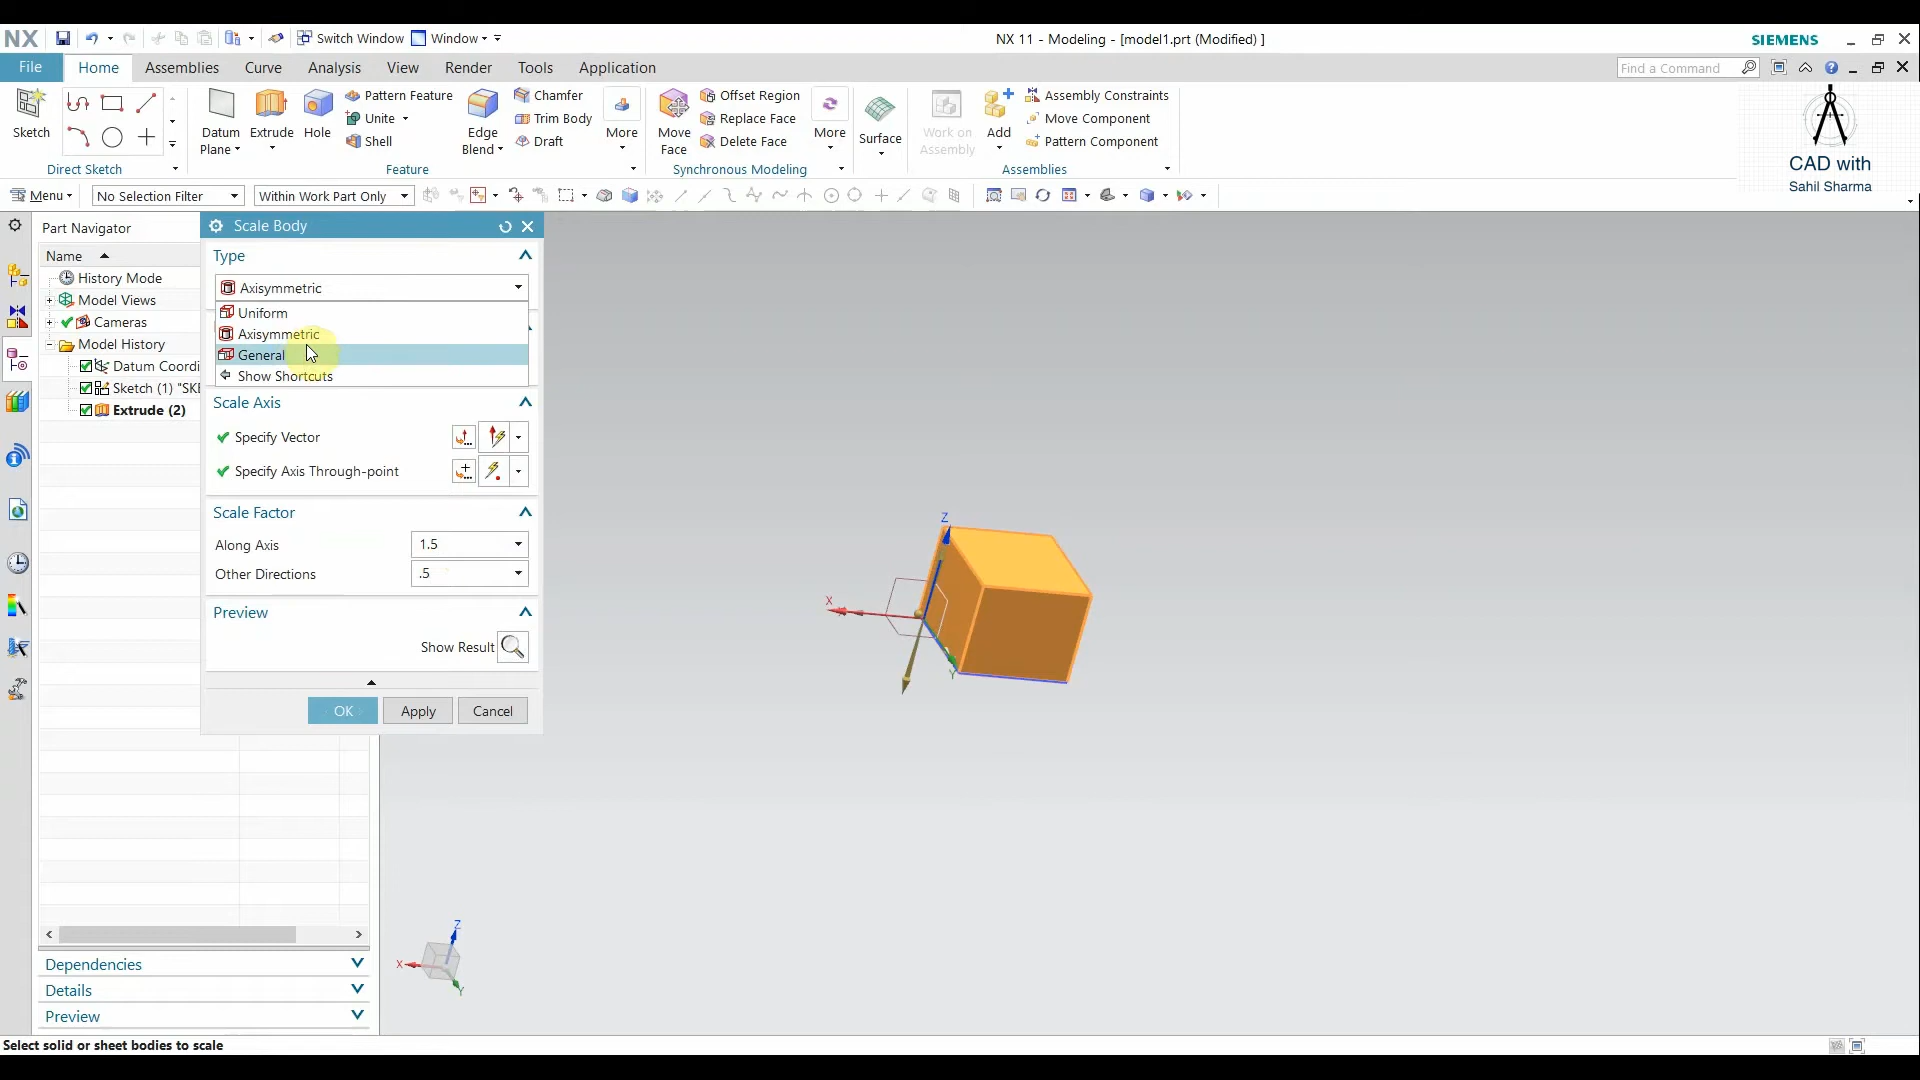 NX Switch Window Window NX 11 - Modeling - [model1.prt (Modified) ] SIEMENS
File Home Assemblies Curve Analysis View Render Tools Application Find a Command
Sketch Datum Plane Extrude Hole Pattern Feature Unite Shell Edge Blend Chamfer Trim Body Draft More Move Face Offset Region Replace Face Delete Face More Surface Work on Assembly Add Assembly Constraints Move Component Pattern Component
Direct Sketch Feature Synchronous Modeling Assemblies
CAD with
Sahil Sharma
Menu No Selection Filter Within Work Part Only
Part Navigator
Name
History Mode
Model Views
Cameras
Model History
Datum Coordi
Sketch (1) "SKE
Extrude (2)
Scale Body
Type
Axisymmetric
Uniform
Axisymmetric
General
Show Shortcuts
Scale Axis
Specify Vector
Specify Axis Through-point
Scale Factor
Along Axis 1.5
Other Directions .5
Preview
Show Result
OK Apply Cancel
Z
X
Y
Z
X
Y
Dependencies
Details
Preview
Select solid or sheet bodies to scale